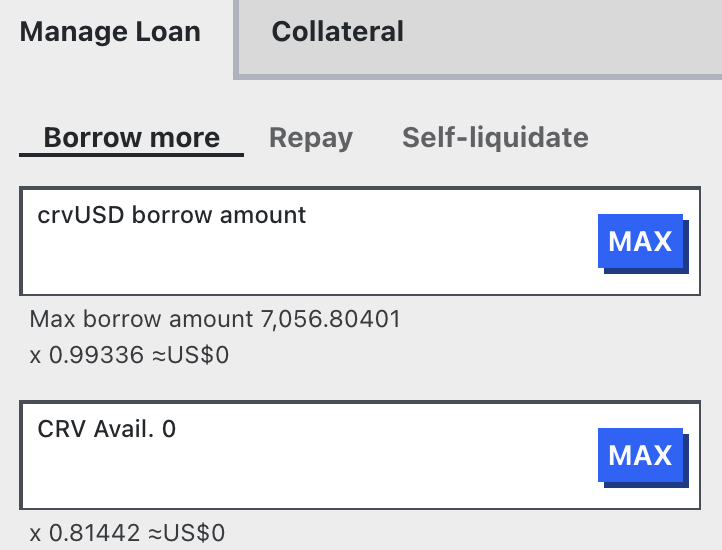 Manage Loan Collateral
Borrow more Repay Self-liquidate
crvUSD borrow amount
MAX
Max borrow amount 7,056.80401
x 0.99336 ≈US$0
CRV Avail. 0
MAX
x 0.81442 ≈US$0